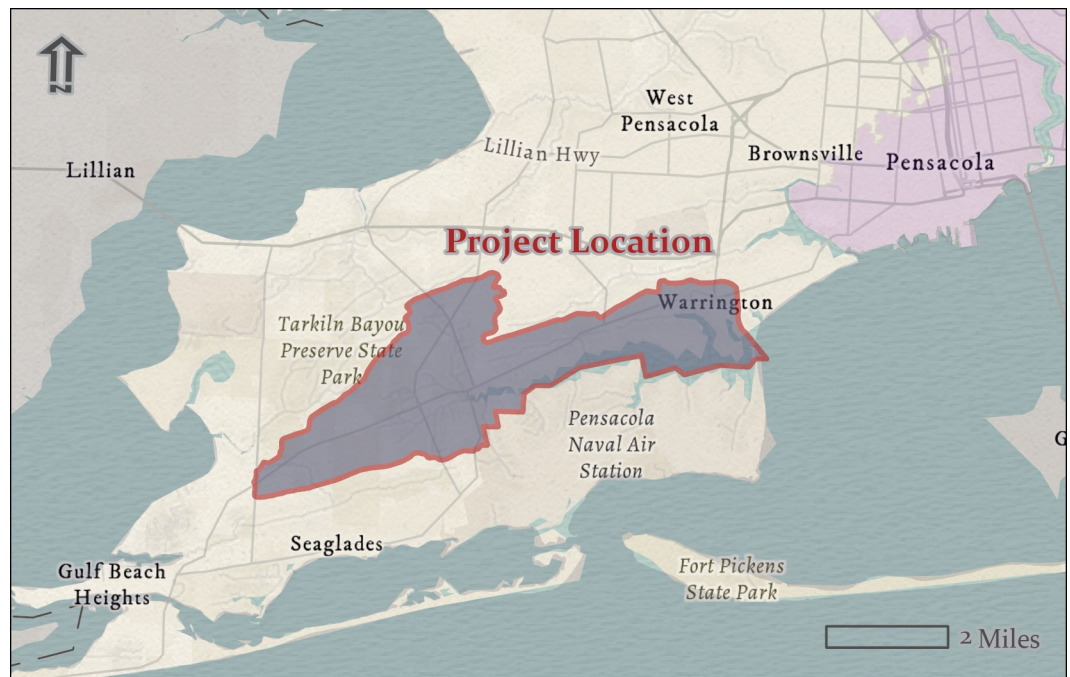 West
Pensacola
Lillian Hwy
Brownsville
Pensacola
Lillian
Project Location
Warrington
Tarkiln Bayou
Preserve State
Park
Pensacola
Naval Air
Station
G
Seaglades
Gulf Beach
Heights
Fort Pickens
State Park
2 Miles